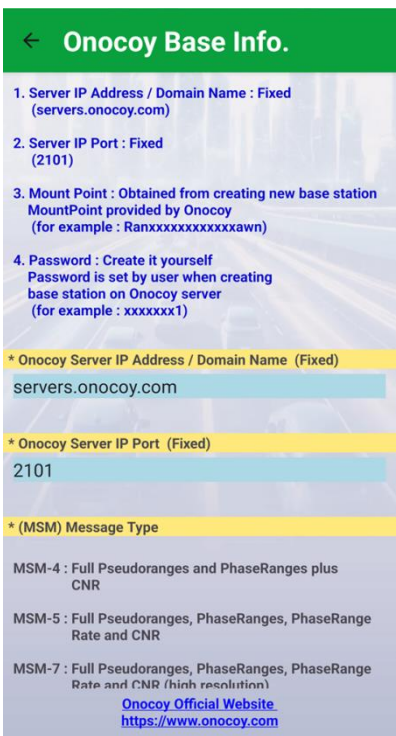 Onocoy Base Info.
1. Server IP Address / Domain Name : Fixed
(servers.onocoy.com)
2. Server IP Port : Fixed
(2101)
3. Mount Point : Obtained from creating new base station
MountPoint provided by Onocoy
(for example : Ranxxxxxxxxxxxxawn)
4. Password : Create it yourself
Password is set by user when creating
base station on Onocoy server
(for example : xxxxxxx1)
* Onocoy Server IP Address / Domain Name (Fixed)
servers.onocoy.com
* Onocoy Server IP Port (Fixed)
2101
* (MSM) Message Type
MSM-4 : Full Pseudoranges and PhaseRanges plus
CNR
MSM-5 : Full Pseudoranges, PhaseRanges, PhaseRange
Rate and CNR
MSM-7 : Full Pseudoranges, PhaseRanges, PhaseRange
Rate and CNR (high resolution)
Onocoy Official Website
https://www.onocoy.com